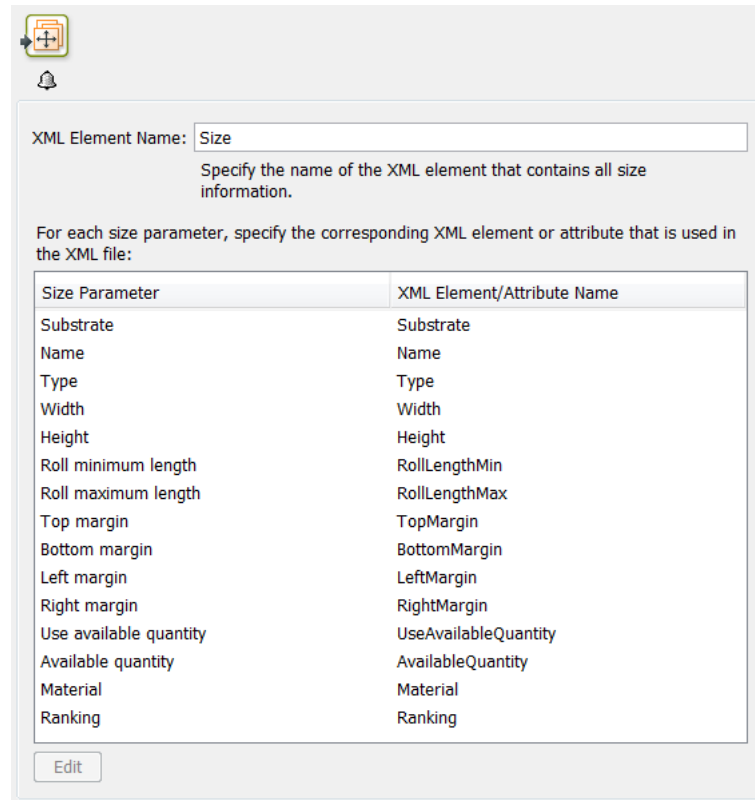 XML Element Name: Size
Specify the name of the XML element that contains all size
information.
For each size parameter, specify the corresponding XML element or attribute that is used in
the XML file:
Size Parameter XML Element/Attribute Name
Substrate Substrate
Name Name
Type Type
Width Width
Height Height
Roll minimum length RollLengthMin
Roll maximum length RollLengthMax
Top margin TopMargin
Bottom margin BottomMargin
Left margin LeftMargin
Right margin RightMargin
Use available quantity UseAvailableQuantity
Available quantity AvailableQuantity
Material Material
Ranking Ranking
Edit